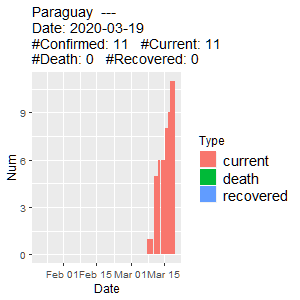 Paraguay  ---
Date: 2020-03-19
#Confirmed: 11   #Current: 11
#Death: 0   #Recovered: 0
Num
9
6
3
0
Feb 01
Feb 15
Mar 01
Mar 15
Date
Type
current
death
recovered